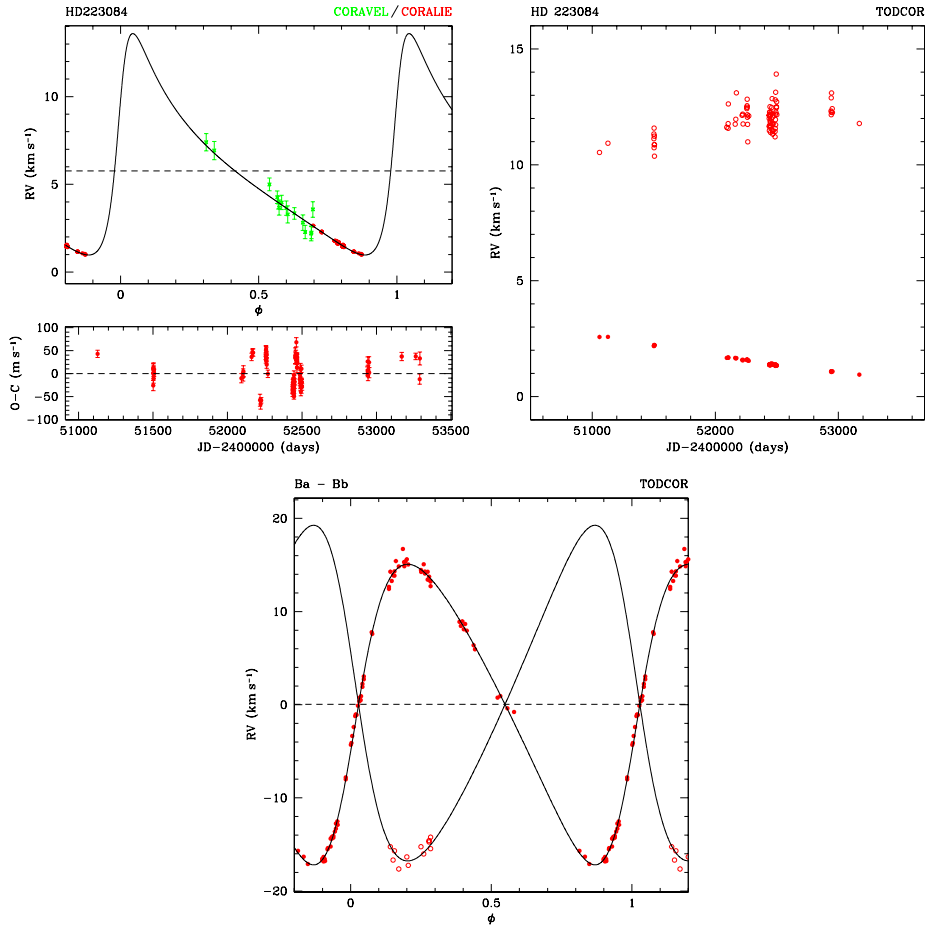 HD223084 CORAVEL/CORALIE
10
5
0
RV (km s⁻¹)
0 0.5 1
ϕ
100
50
0
−50
−100
O−C (m s⁻¹)
51000 51500 52000 52500 53000 53500
JD−2400000 (days)
HD 223084 TODCOR
15
10
5
0
RV (km s⁻¹)
51000 52000 53000
JD−2400000 (days)
Ba − Bb TODCOR
20
10
0
−10
−20
RV (km s⁻¹)
0 0.5 1
ϕ